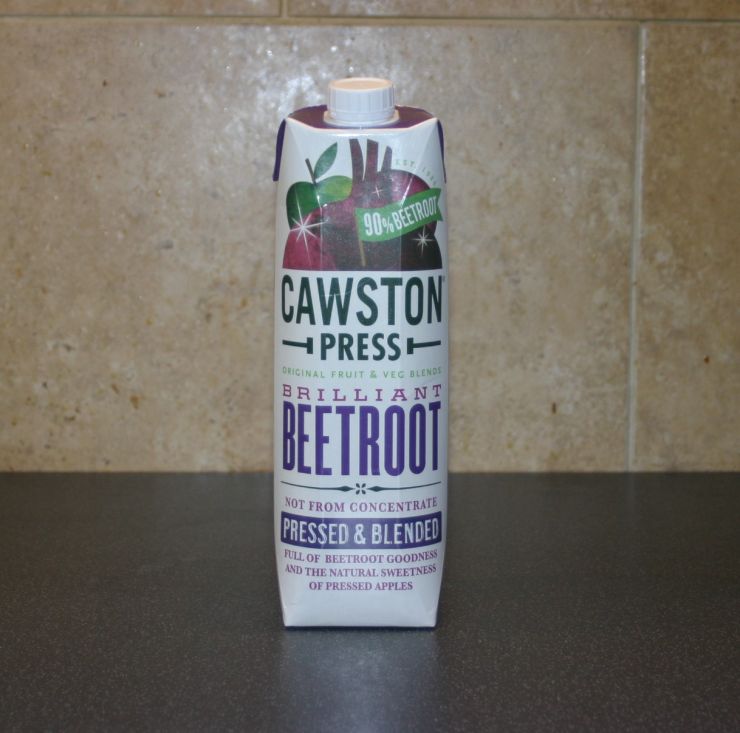 EST.
90% BEETROOT
CAWSTON
PRESS
ORIGINAL FRUIT & VEG BLENDS
BRILLIANT
BEETROOT
NOT FROM CONCENTRATE
PRESSED & BLENDED
FULL OF BEETROOT GOODNESS
AND THE NATURAL SWEETNESS
OF PRESSED APPLES